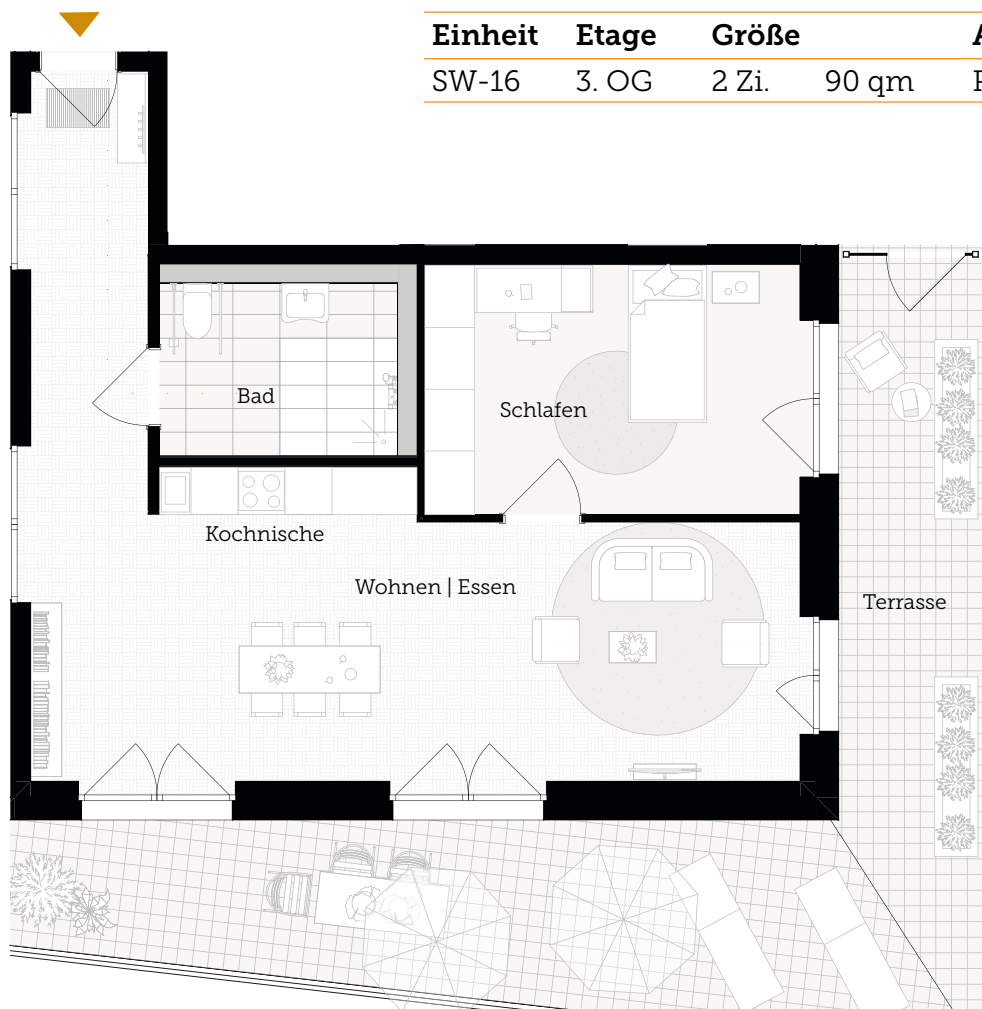 Einheit Etage Größe
SW-16 3. OG 2 Zi. 90 qm
Bad
Schlafen
Kochnische
Wohnen | Essen
Terrasse